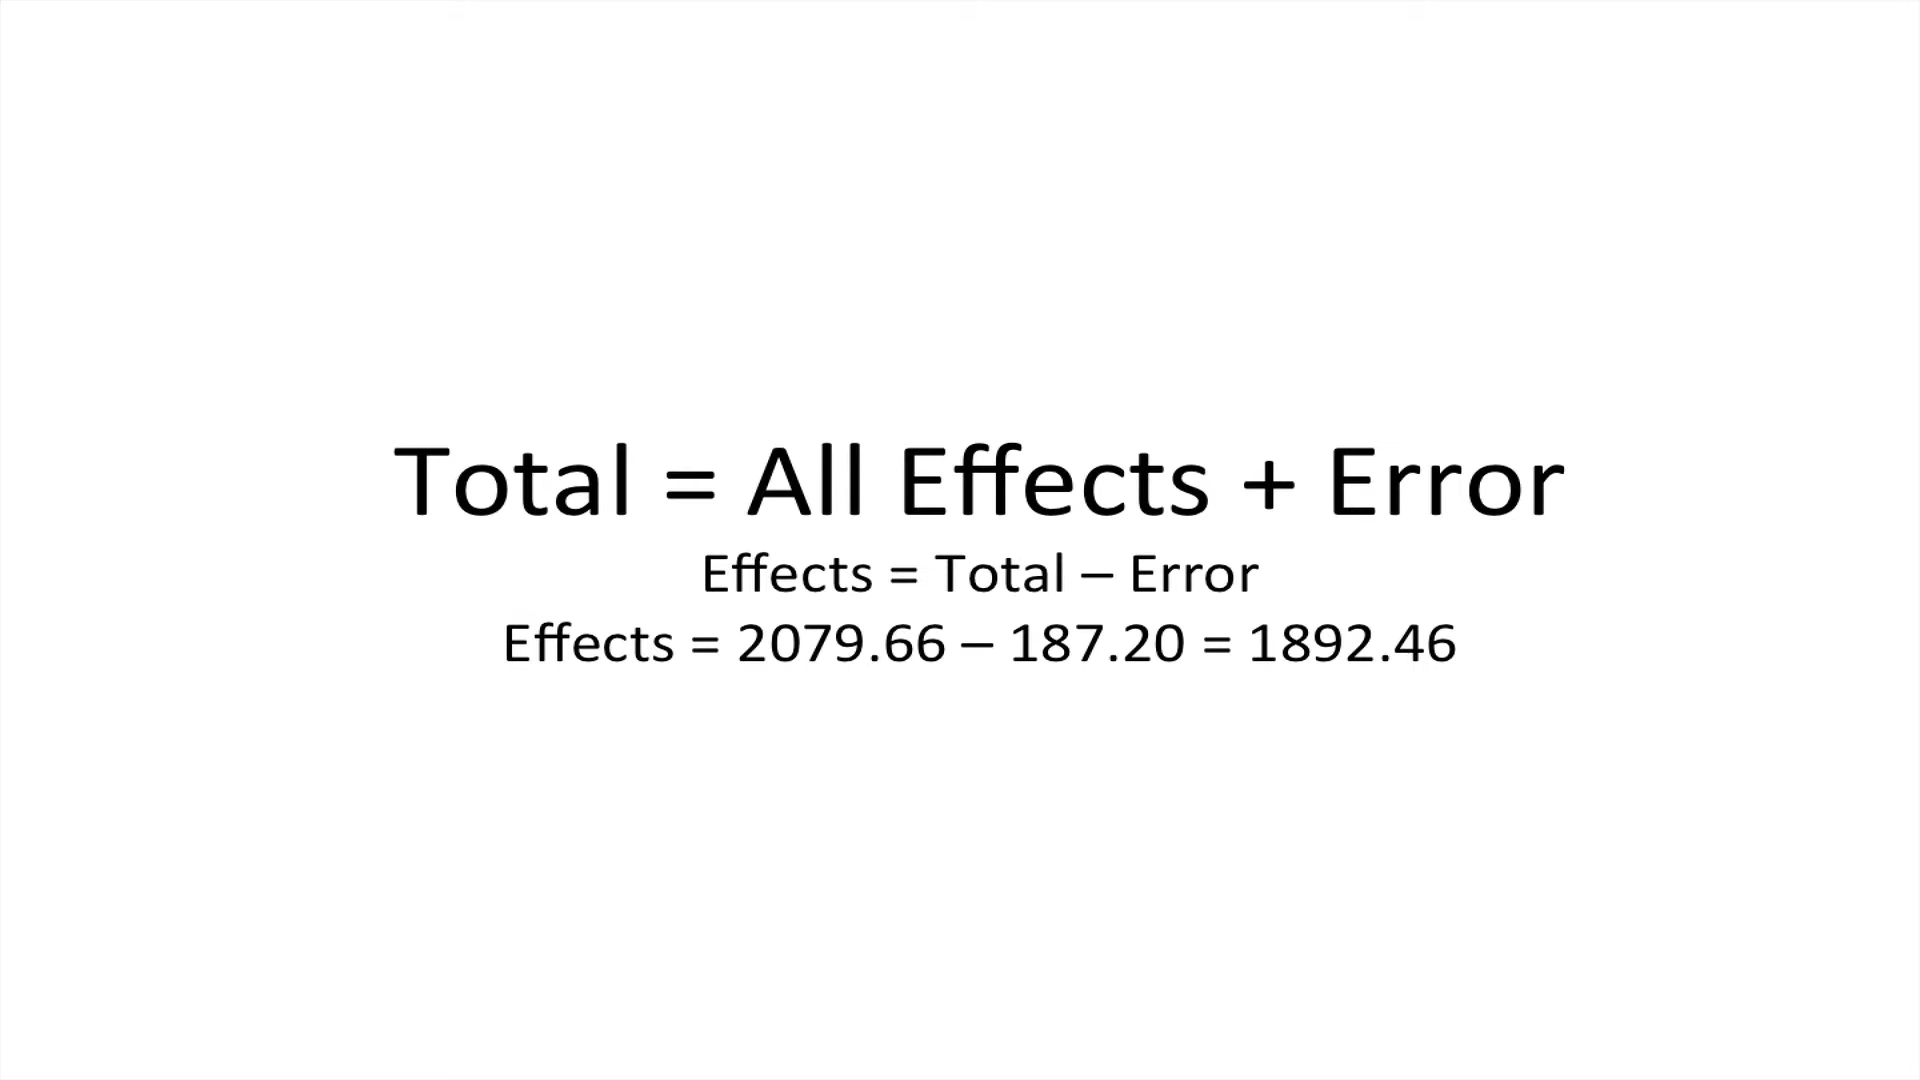 Total = All Effects + Error
Effects = Total – Error
Effects = 2079.66 – 187.20 = 1892.46